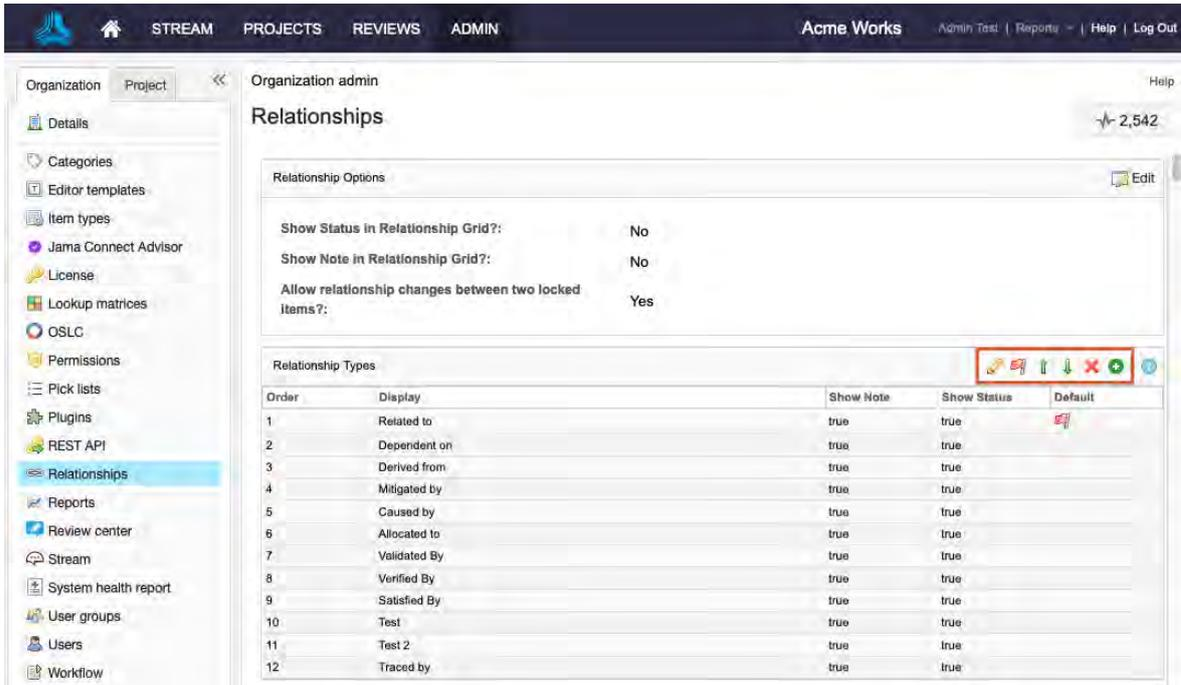 STREAM PROJECTS REVIEWS ADMIN Acme Works Admin Test | Reports | Help | Log Out
Organization Project
Organization admin Help
Relationships 2,542
Details
Categories
Editor templates
Item types
Jama Connect Advisor
License
Lookup matrices
OSLC
Permissions
Pick lists
Plugins
REST API
Relationships
Reports
Review center
Stream
System health report
User groups
Users
Workflow
Relationship Options Edit
Show Status in Relationship Grid?: No
Show Note in Relationship Grid?: No
Allow relationship changes between two locked
items?: Yes
Relationship Types
Order Display Show Note Show Status Default
1 Related to true true
2 Dependent on true true
3 Derived from true true
4 Mitigated by true true
5 Caused by true true
6 Allocated to true true
7 Validated By true true
8 Verified By true true
9 Satisfied By true true
10 Test true true
11 Test 2 true true
12 Traced by true true